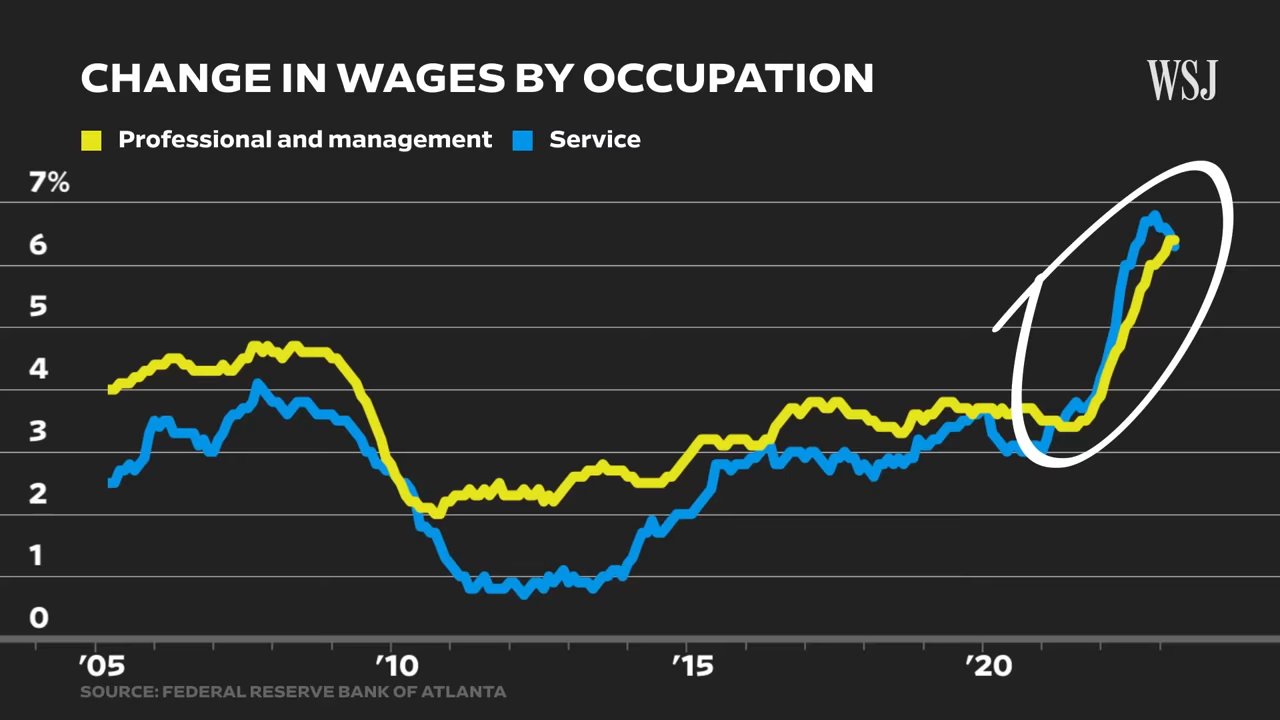 CHANGE IN WAGES BY OCCUPATION
WSJ
Professional and management Service
7%
6
5
4
3
2
1
0
’05 ’10 ’15 ’20
SOURCE: FEDERAL RESERVE BANK OF ATLANTA